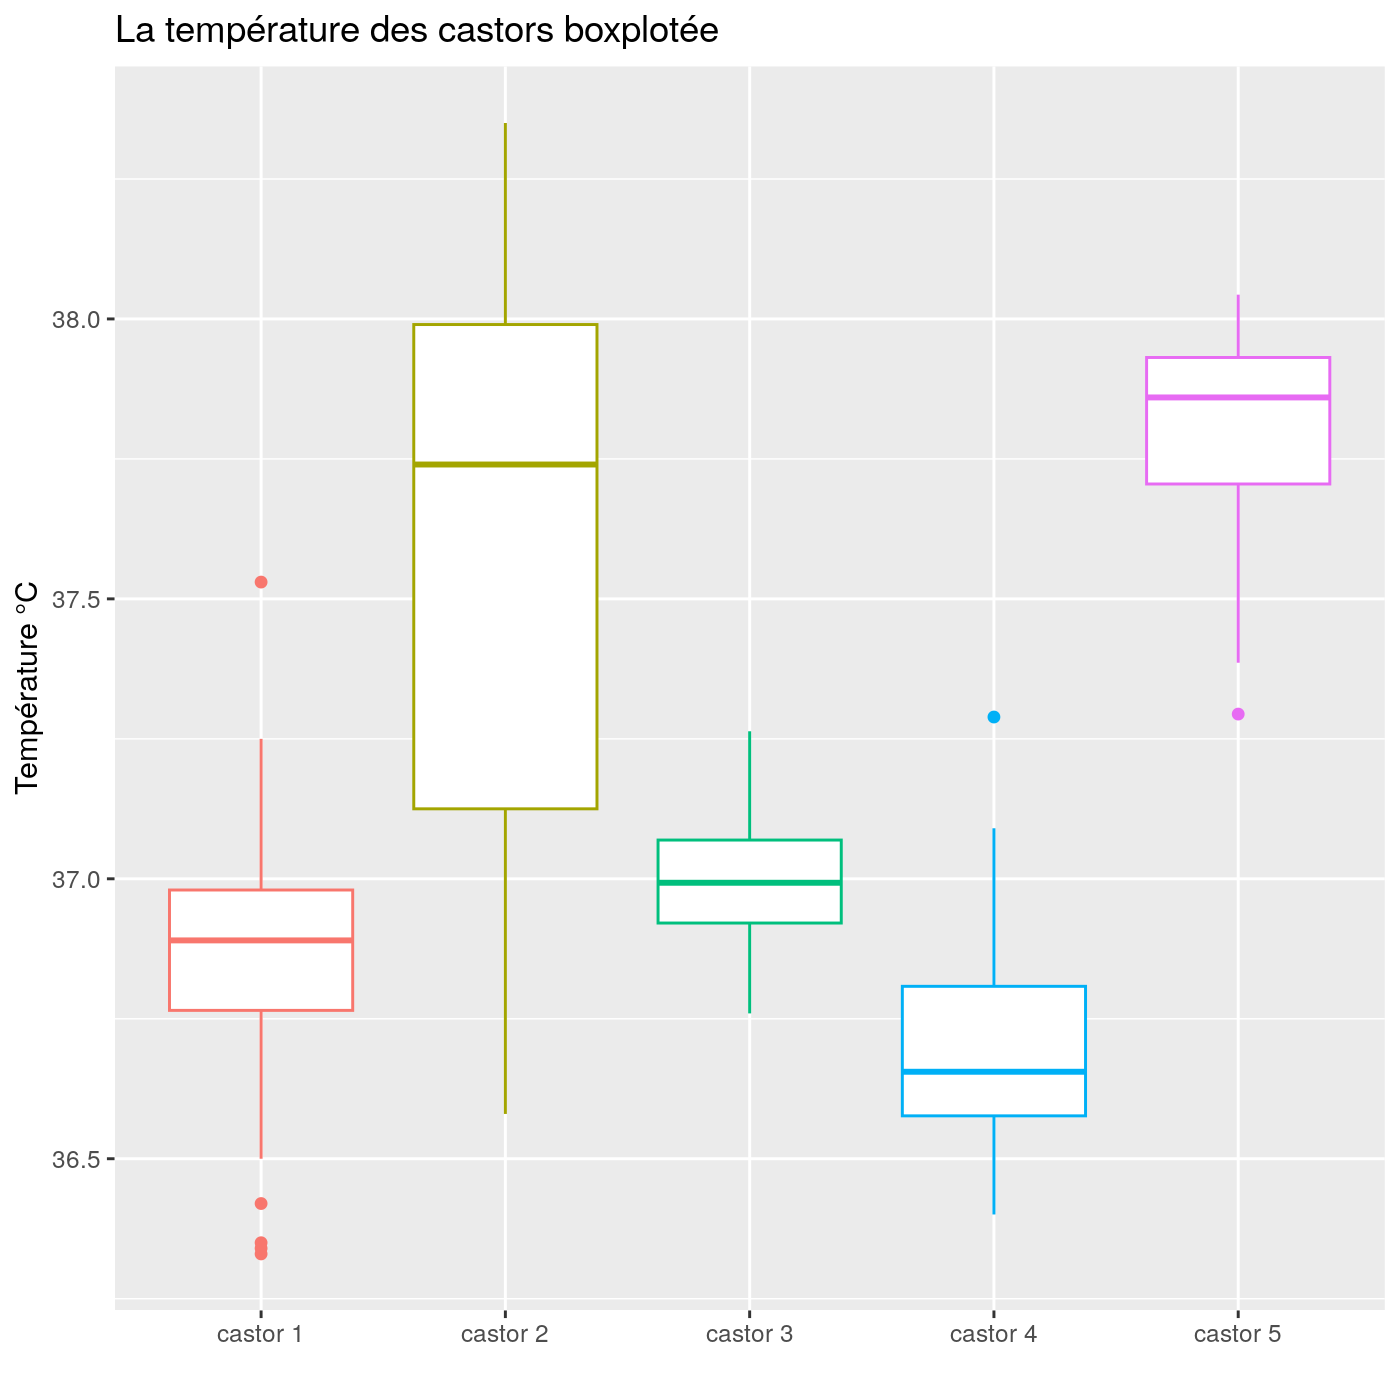 La température des castors boxplotée
Température °C
38.0
37.5
37.0
36.5
castor 1
castor 2
castor 3
castor 4
castor 5